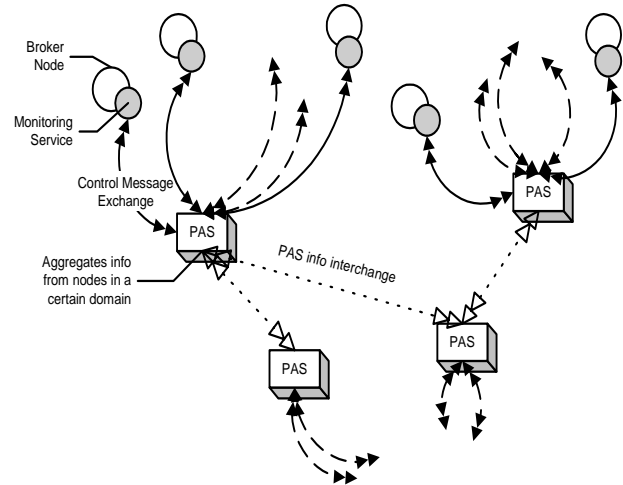 Broker
Node
Monitoring
Service
Control Message
Exchange
PAS
PAS
Aggregates info
from nodes in a
certain domain
PAS info interchange
PAS
PAS